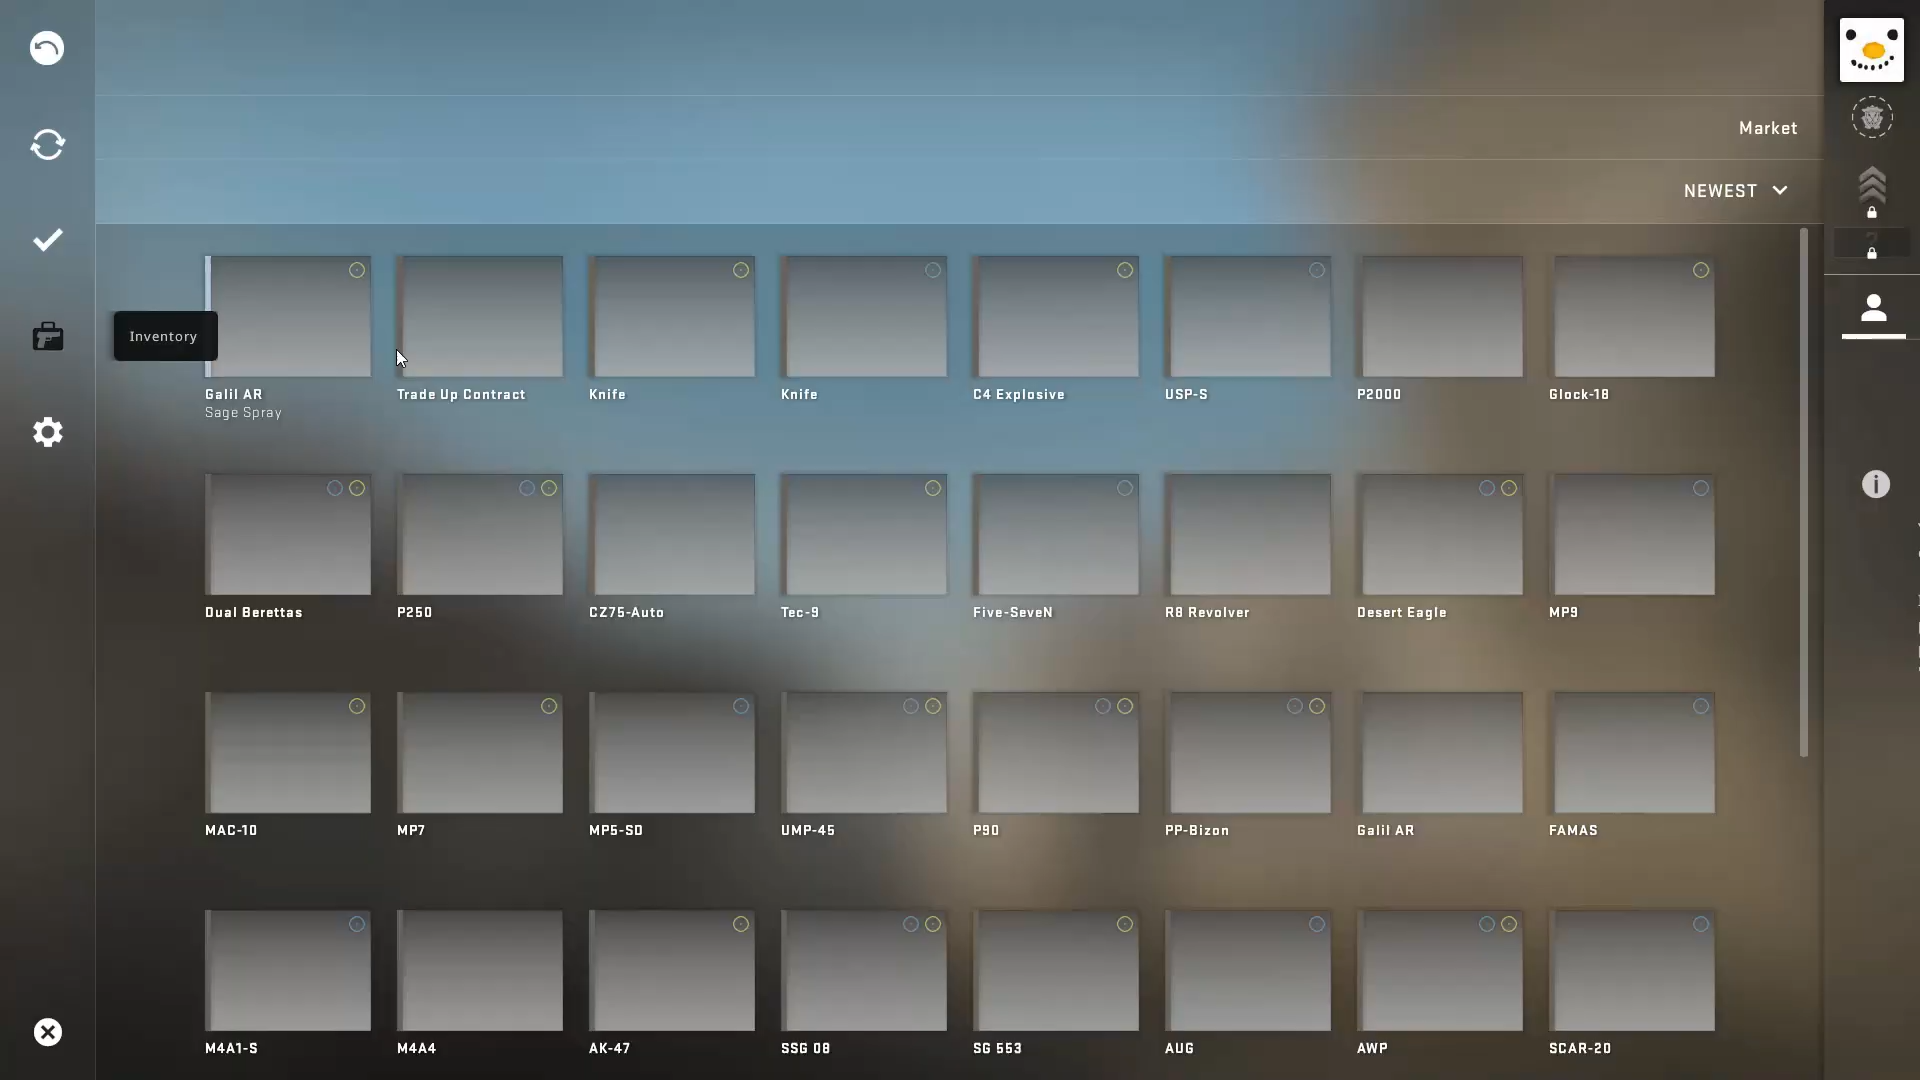 Market
NEWEST
Inventory
Galil AR
Sage Spray
Trade Up Contract
Knife
Knife
C4 Explosive
USP-S
P2000
Glock-18
Dual Berettas
P250
CZ75-Auto
Tec-9
Five-SeveN
R8 Revolver
Desert Eagle
MP9
MAC-10
MP7
MP5-SD
UMP-45
P90
PP-Bizon
Galil AR
FAMAS
M4A1-S
M4A4
AK-47
SSG 08
SG 553
AUG
AWP
SCAR-20